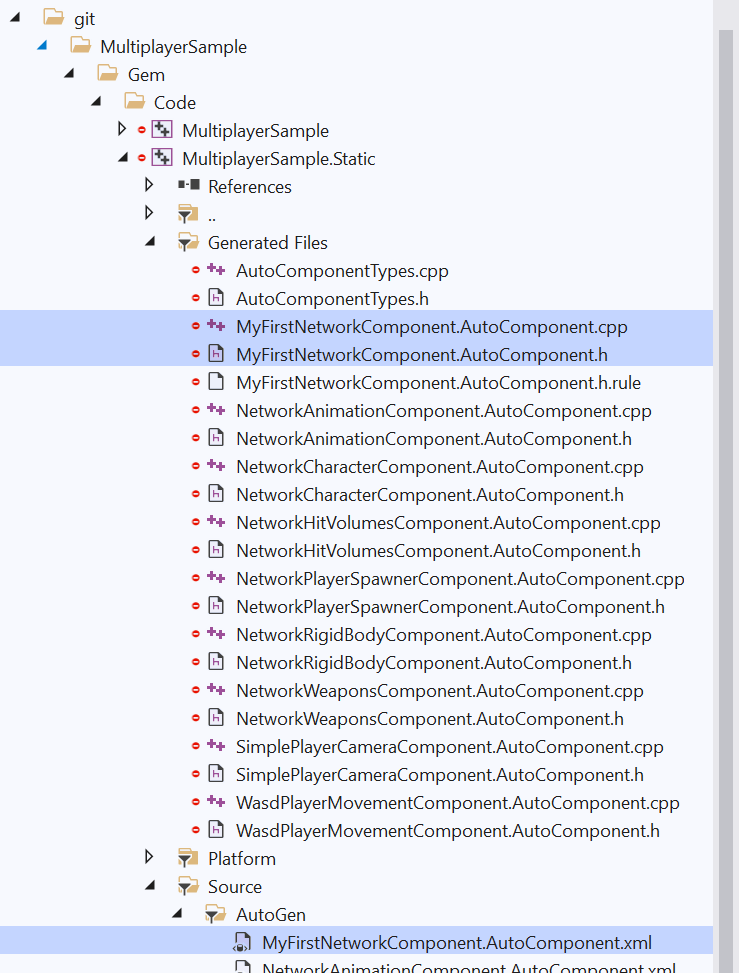 git
MultiplayerSample
Gem
Code
MultiplayerSample
MultiplayerSample.Static
References
..
Generated Files
AutoComponentTypes.cpp
AutoComponentTypes.h
MyFirstNetworkComponent.AutoComponent.cpp
MyFirstNetworkComponent.AutoComponent.h
MyFirstNetworkComponent.AutoComponent.h.rule
NetworkAnimationComponent.AutoComponent.cpp
NetworkAnimationComponent.AutoComponent.h
NetworkCharacterComponent.AutoComponent.cpp
NetworkCharacterComponent.AutoComponent.h
NetworkHitVolumesComponent.AutoComponent.cpp
NetworkHitVolumesComponent.AutoComponent.h
NetworkPlayerSpawnerComponent.AutoComponent.cpp
NetworkPlayerSpawnerComponent.AutoComponent.h
NetworkRigidBodyComponent.AutoComponent.cpp
NetworkRigidBodyComponent.AutoComponent.h
NetworkWeaponsComponent.AutoComponent.cpp
NetworkWeaponsComponent.AutoComponent.h
SimplePlayerCameraComponent.AutoComponent.cpp
SimplePlayerCameraComponent.AutoComponent.h
WasdPlayerMovementComponent.AutoComponent.cpp
WasdPlayerMovementComponent.AutoComponent.h
Platform
Source
AutoGen
MyFirstNetworkComponent.AutoComponent.xml
NetworkAnimationComponent.AutoComponent.xml